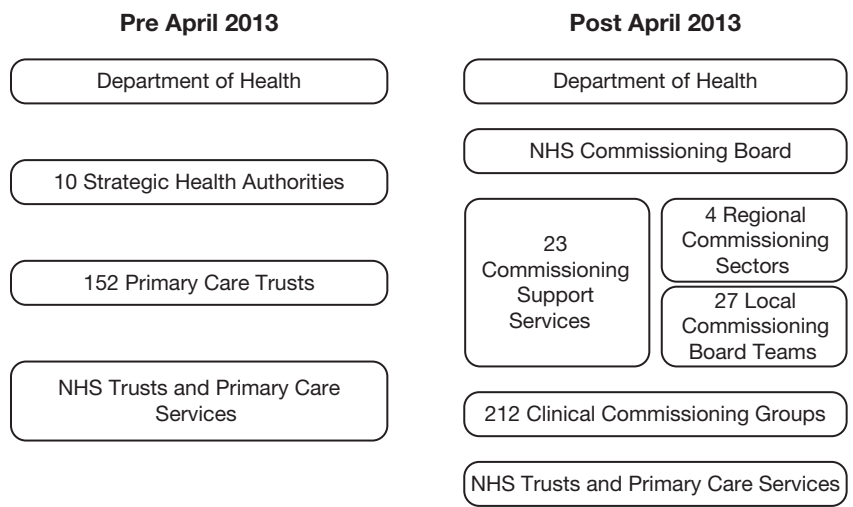 Pre April 2013
Department of Health
10 Strategic Health Authorities
152 Primary Care Trusts
NHS Trusts and Primary Care
Services
Post April 2013
Department of Health
NHS Commissioning Board
23
Commissioning
Support
Services
4 Regional
Commissioning
Sectors
27 Local
Commissioning
Board Teams
212 Clinical Commissioning Groups
NHS Trusts and Primary Care Services